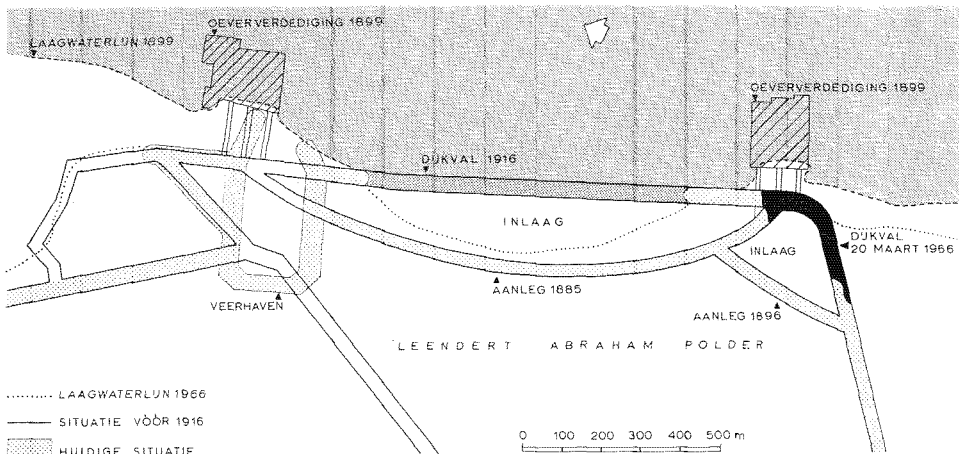 OEVERVERDEDIGING 1899
LAAGWATERLIJN 1899
OEVERVERDEDIGING 1899
DIJKVAL 1916
INLAAG
DIJKVAL
20 MAART 1966
INLAAG
AANLEG 1885
VEERHAVEN
AANLEG 1896
LEENDERT ABRAHAM POLDER
LAAGWATERLIJN 1966
SITUATIE VÒÒR 1916
HUIDIGE SITUATIE
0 100 200 300 400 500 m